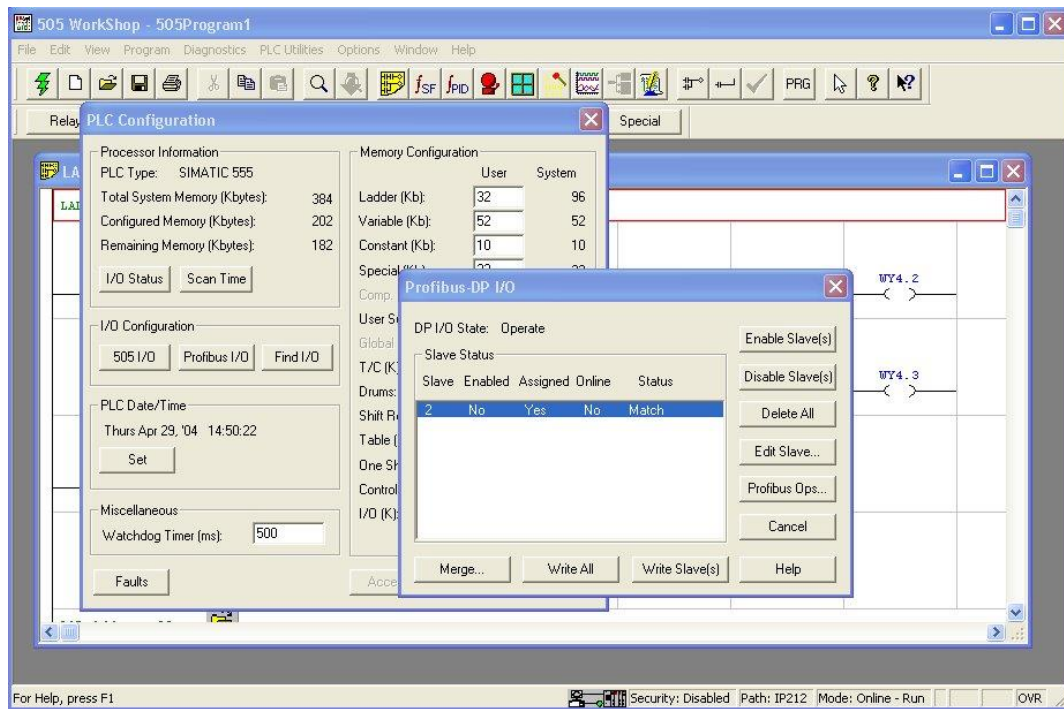 505 WorkShop - 505Program1
File Edit View Program Diagnostics PLC Utilities Options Window Help
SF PID PRG
Relay Special
PLC Configuration
Processor Information
PLC Type: SIMATIC 555
Total System Memory (Kbytes): 384
Configured Memory (Kbytes): 202
Remaining Memory (Kbytes): 182
I/O Status Scan Time
I/O Configuration
505 I/O Profibus I/O Find I/O
PLC Date/Time
Thurs Apr 29, '04 14:50:22
Set
Miscellaneous
Watchdog Timer (ms): 500
Faults
Memory Configuration
User System
Ladder (Kb): 32 96
Variable (Kb): 52 52
Constant (Kb): 10 10
Special
Comp.
User S
Global
T/C (K
Drums:
Shift R
Table (
One Sh
Control
I/O (K):
Acce
Profibus-DP I/O
DP I/O State: Operate
Slave Status
Slave Enabled Assigned Online Status
2 No Yes No Match
Enable Slave(s)
Disable Slave(s)
Delete All
Edit Slave...
Profibus Ops...
Cancel
Merge... Write All Write Slave(s) Help
LA
LAD
WY4.2
WY4.3
For Help, press F1 Security: Disabled Path: IP212 Mode: Online - Run OVR